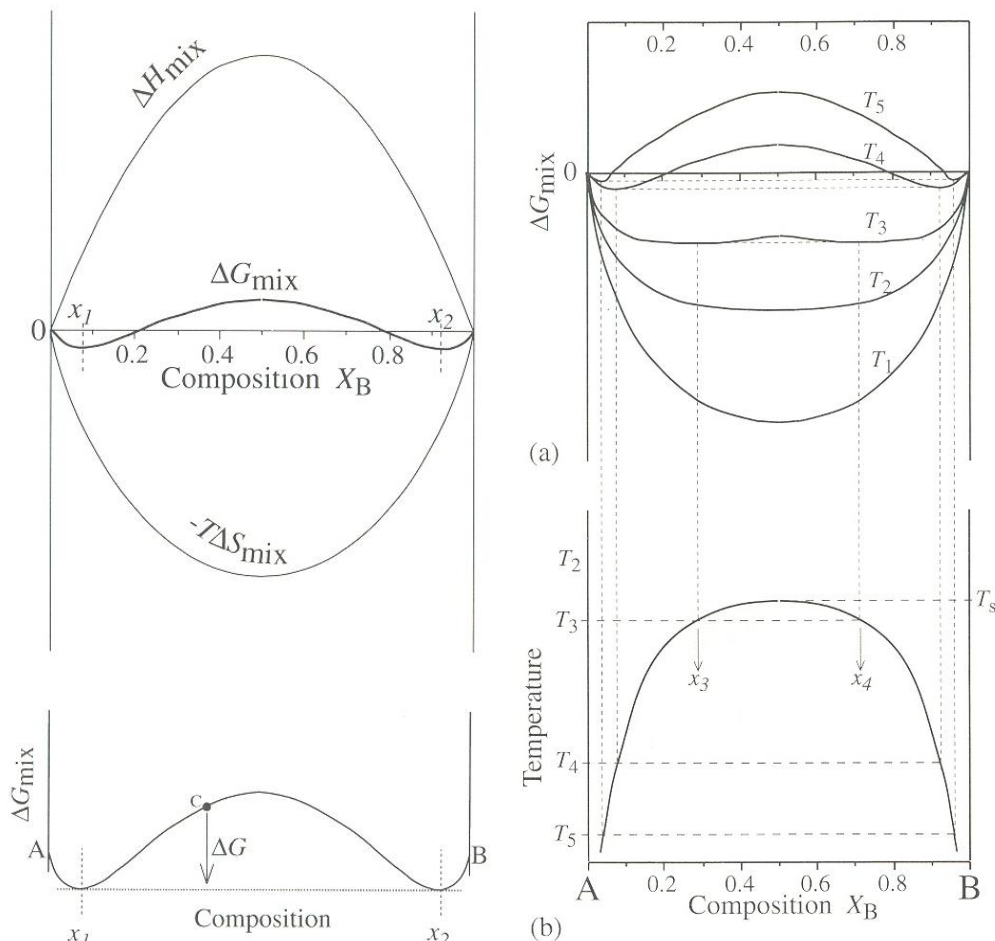 ΔHmix
ΔGmix
x1
x2
0
0.2
0.4
0.6
0.8
Composition XB
-TΔSmix
ΔGmix
A
C
ΔG
B
Composition
x1
x2
0.2
0.4
0.6
0.8
T5
T4
0
ΔGmix
T3
T2
T1
(a)
T2
Ts
T3
x3
x4
Temperature
T4
T5
A
0.2
0.4
0.6
0.8
B
Composition XB
(b)